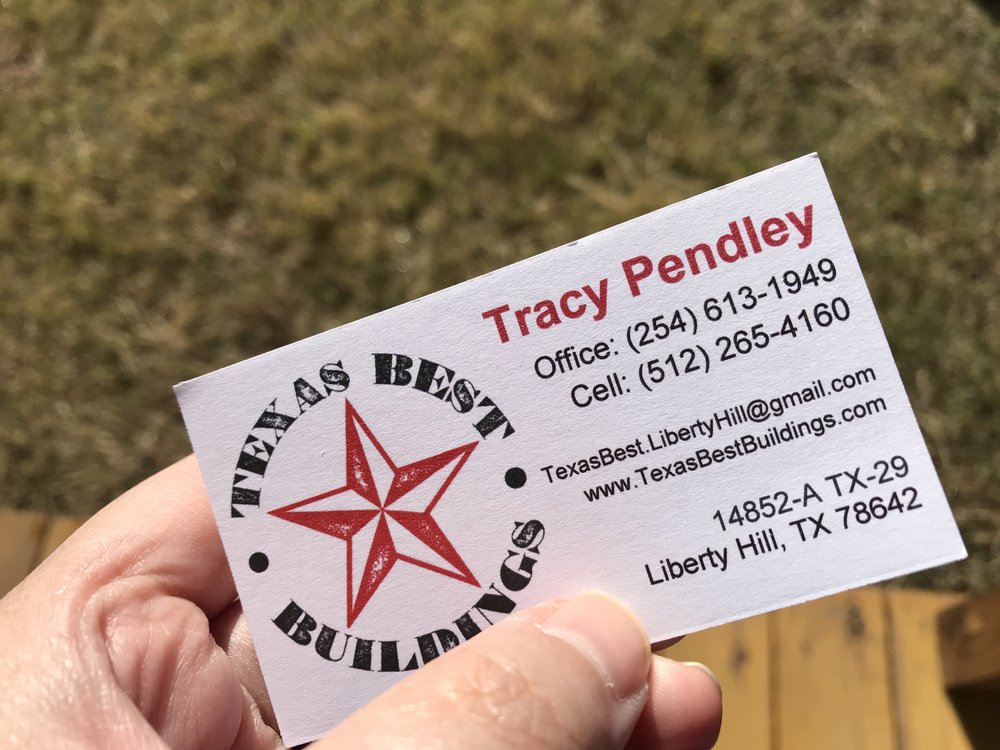 TEXAS BEST
BUILDINGS
Tracy Pendley
Office: (254) 613-1949
Cell: (512) 265-4160
TexasBest.LibertyHill@gmail.com
www.TexasBestBuildings.com
14852-A TX-29
Liberty Hill, TX 78642